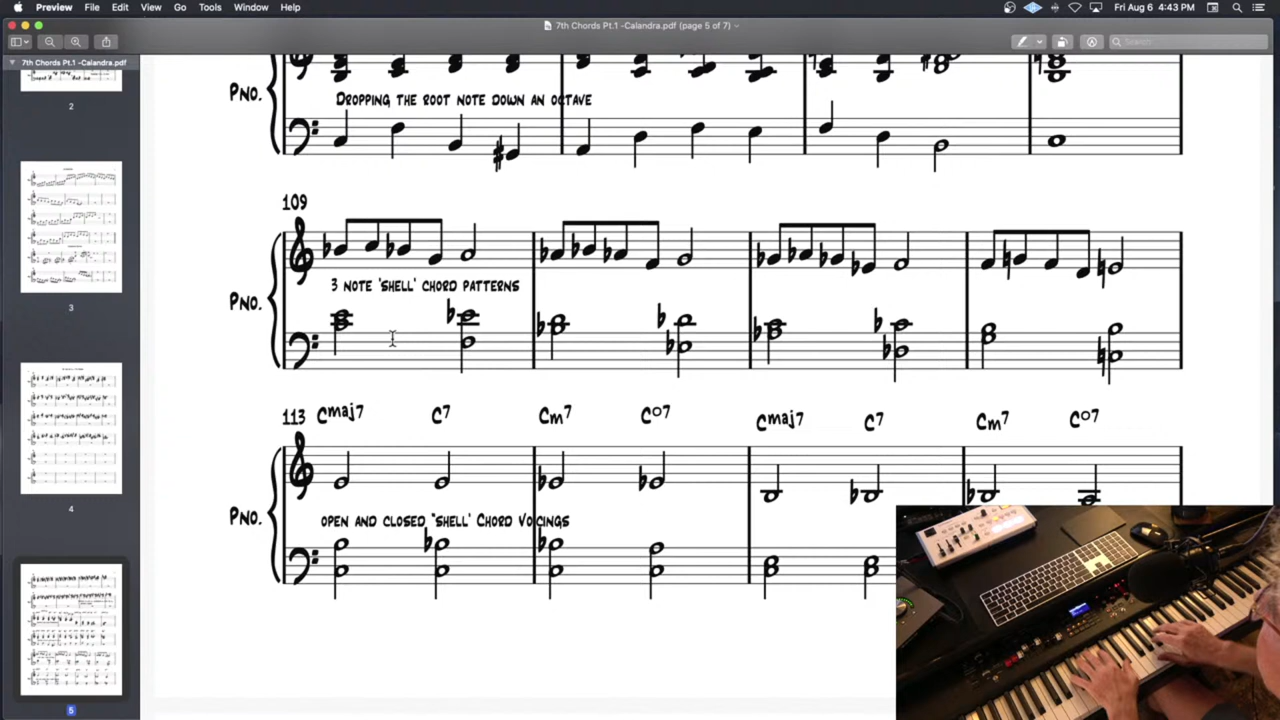 Preview File Edit View Go Tools Window Help Fri Aug 6 4:43 PM
7th Chords Pt.1 -Calandra.pdf (page 5 of 7)
Search
7th Chords Pt.1 -Calandra.pdf
2
3
4
5
Pno.
Dropping the root note down an octave
109
Pno.
3 note 'shell' chord patterns
113 Cmaj7 C7 Cm7 Co7 Cmaj7 C7 Cm7 Co7
Pno.
open and closed "shell' Chord Voicings